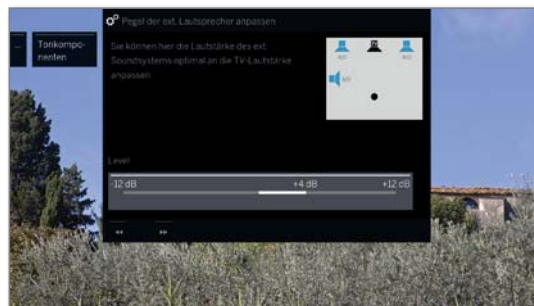 Pegel der ext. Lautsprecher anpassen
...
Tonkompo-
nenten
Sie können hier die Lautstärke des ext.
Soundsystems optimal an die TV-Lautstärke
anpassen
TV
Level
-12 dB +4 dB +12 dB